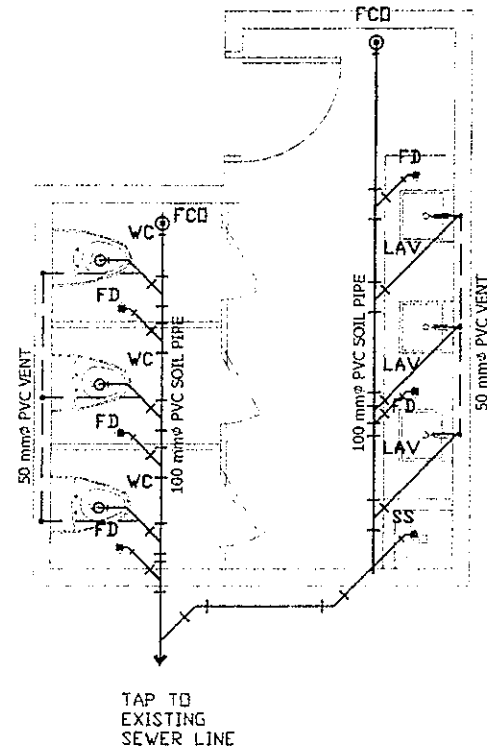 FCO
FD
LAV
LAV
FD
LAV
SS
100 mmØ PVC SOIL PIPE
50 mmØ PVC VENT
WC
FCO
FD
WC
FD
WC
FD
50 mmØ PVC VENT
100 mmØ PVC SOIL PIPE
TAP TO
EXISTING
SEWER LINE